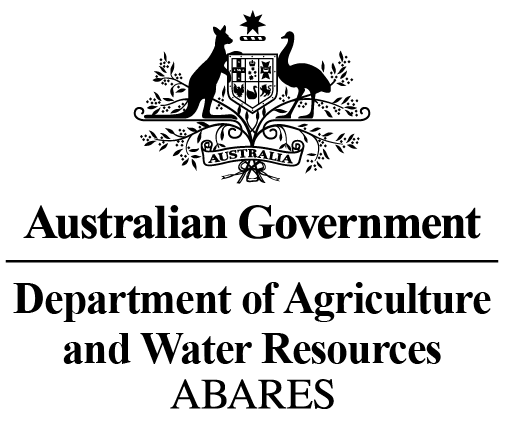 AUSTRALIA
Australian Government
Department of Agriculture
and Water Resources
ABARES